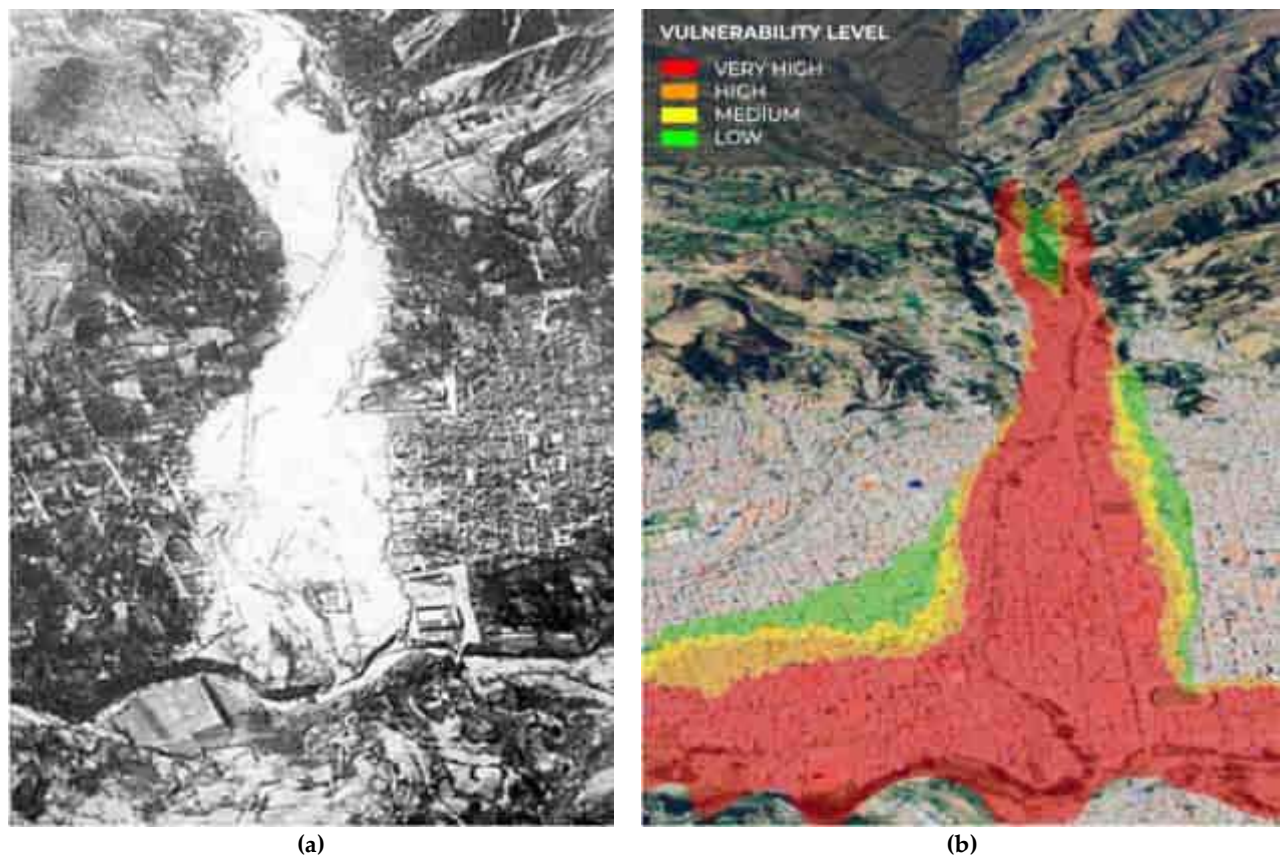 VULNERABILITY LEVEL
VERY HIGH
HIGH
MEDIUM
LOW
(a)
(b)